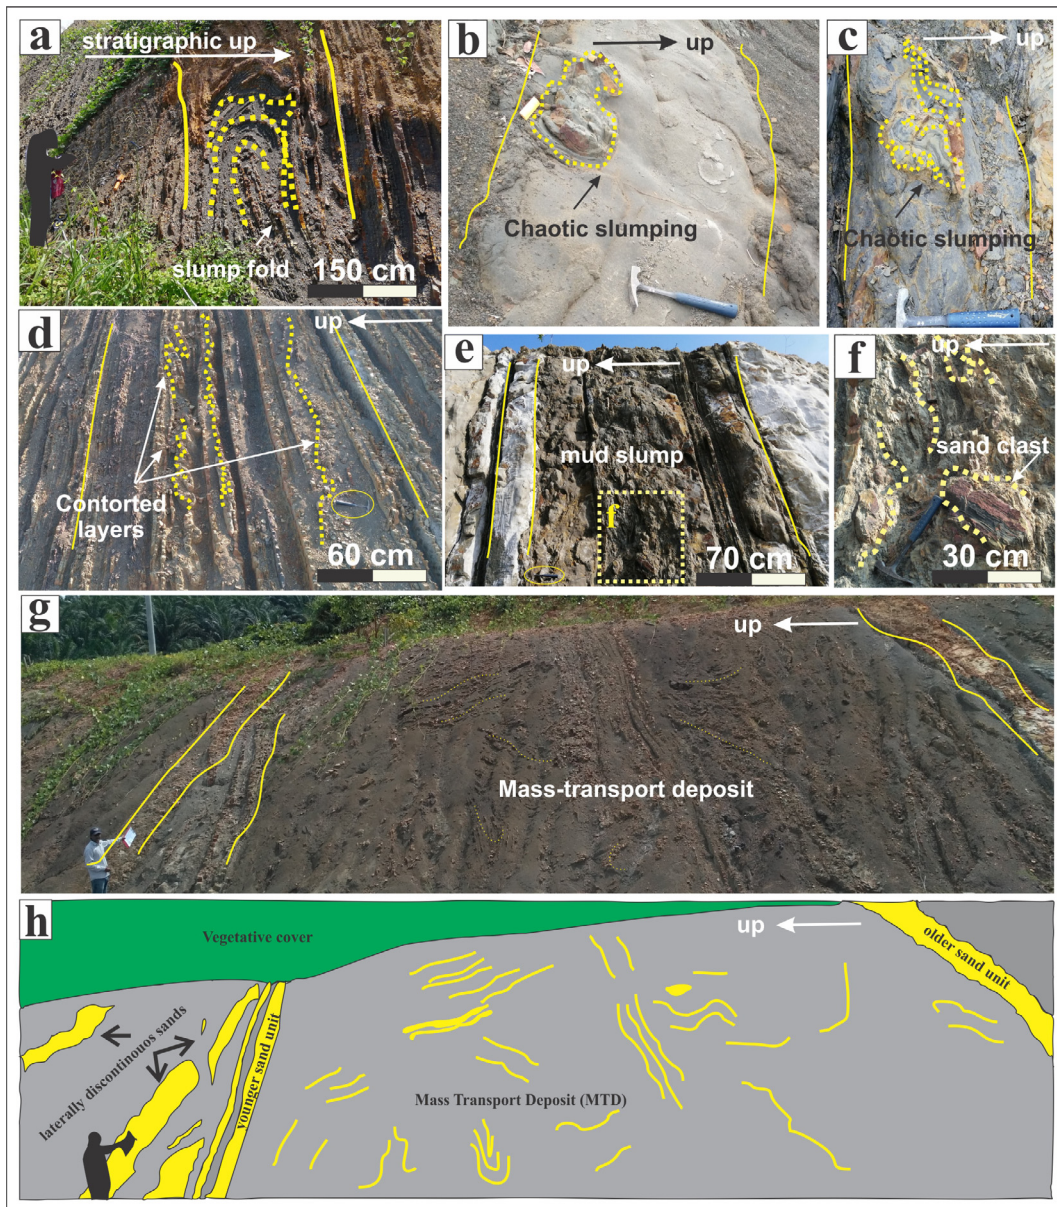 a
stratigraphic up
slump fold
150 cm
b
up
Chaotic slumping
c
up
Chaotic slumping
d
up
Contorted
layers
60 cm
e
up
mud slump
f
70 cm
f
up
sand clast
30 cm
g
up
Mass-transport deposit
h
Vegetative cover
up
older sand unit
laterally discontinuos sands
younger sand unit
Mass Transport Deposit (MTD)